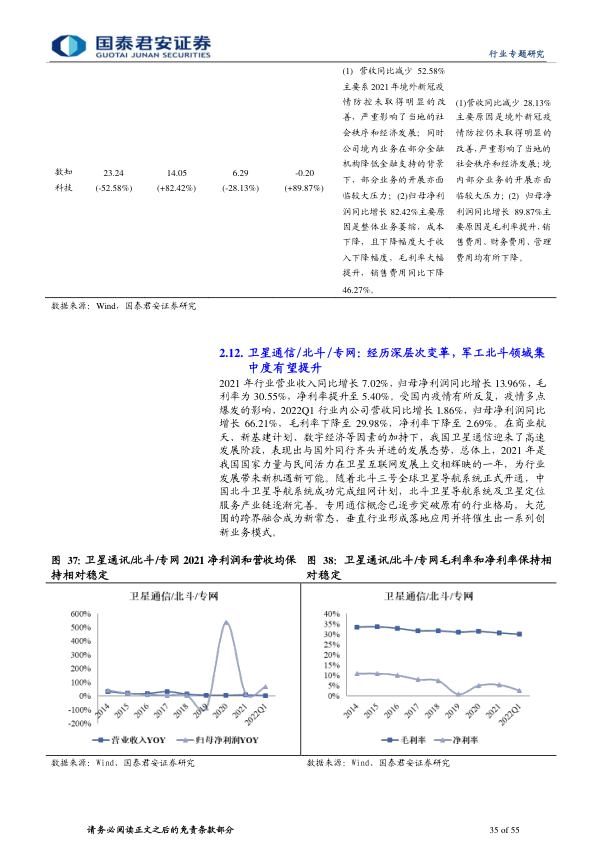 国泰君安证券
GUOTAI JUNAN SECURITIES
行业专题研究
数知
科技
23.24
(-52.58%)
14.05
(+82.42%)
6.29
(-28.13%)
-0.20
(+89.87%)
(1) 营收同比减少 52.58%
主要系 2021 年境外新冠疫
情防控未取得明显的改
善，严重影响了当地的社
会秩序和经济发展；同时
公司境内业务在部分金融
机构降低金融支持的背景
下，部分业务的开展亦面
临较大压力；(2)归母净利
润同比增长 82.42%主要原
因是整体业务萎缩，成本
下降，且下降幅度大于收
入下降幅度，毛利率大幅
提升，销售费用同比下降
46.27%。
(1)营收同比减少 28.13%
主要原因是境外新冠疫
情防控仍未取得明显的
改善，严重影响了当地的
社会秩序和经济发展；境
内部分业务的开展亦面
临较大压力；(2) 归母净
利润同比增长 89.87%主
要原因是毛利率提升，销
售费用、财务费用、管理
费用均有所下降。
数据来源：Wind，国泰君安证券研究
2.12. 卫星通信/北斗/专网：经历深层次变革，军工北斗领域集
中度有望提升
2021 年行业营业收入同比增长 7.02%，归母净利润同比增长 13.96%，毛
利率为 30.55%，净利率提升至 5.40%。受国内疫情有所反复，疫情多点
爆发的影响，2022Q1 行业内公司营收同比增长 1.86%，归母净利润同比
增长 66.21%，毛利率下降至 29.98%，净利率下降至 2.69%。在商业航
天、新基建计划、数字经济等因素的加持下，我国卫星通信迎来了高速
发展阶段，表现出与国外同行齐头并进的发展态势，总体上，2021 年是
我国国家力量与民间活力在卫星互联网发展上交相辉映的一年，为行业
发展带来新机遇新可能。随着北斗三号全球卫星导航系统正式开通，中
国北斗卫星导航系统成功完成组网计划，北斗卫星导航系统及卫星定位
服务产业链逐渐完善。专用通信概念已逐步突破原有的行业格局，大范
围的跨界融合成为新常态，垂直行业形成落地应用并将催生出一系列创
新业务模式。
图 37: 卫星通讯/北斗/专网 2021 净利润和营收均保
持相对稳定
卫星通信/北斗/专网
600%
500%
400%
300%
200%
100%
0%
-100%
-200%
2014
2015
2016
2017
2018
2019
2020
2021
2022Q1
营业收入YOY
归母净利润YOY
数据来源：Wind，国泰君安证券研究
图 38: 卫星通讯/北斗/专网毛利率和净利率保持相
对稳定
卫星通信/北斗/专网
40%
35%
30%
25%
20%
15%
10%
5%
0%
2014
2015
2016
2017
2018
2019
2020
2021
2022Q1
毛利率
净利率
数据来源：Wind，国泰君安证券研究
请务必阅读正文之后的免责条款部分
35 of 55